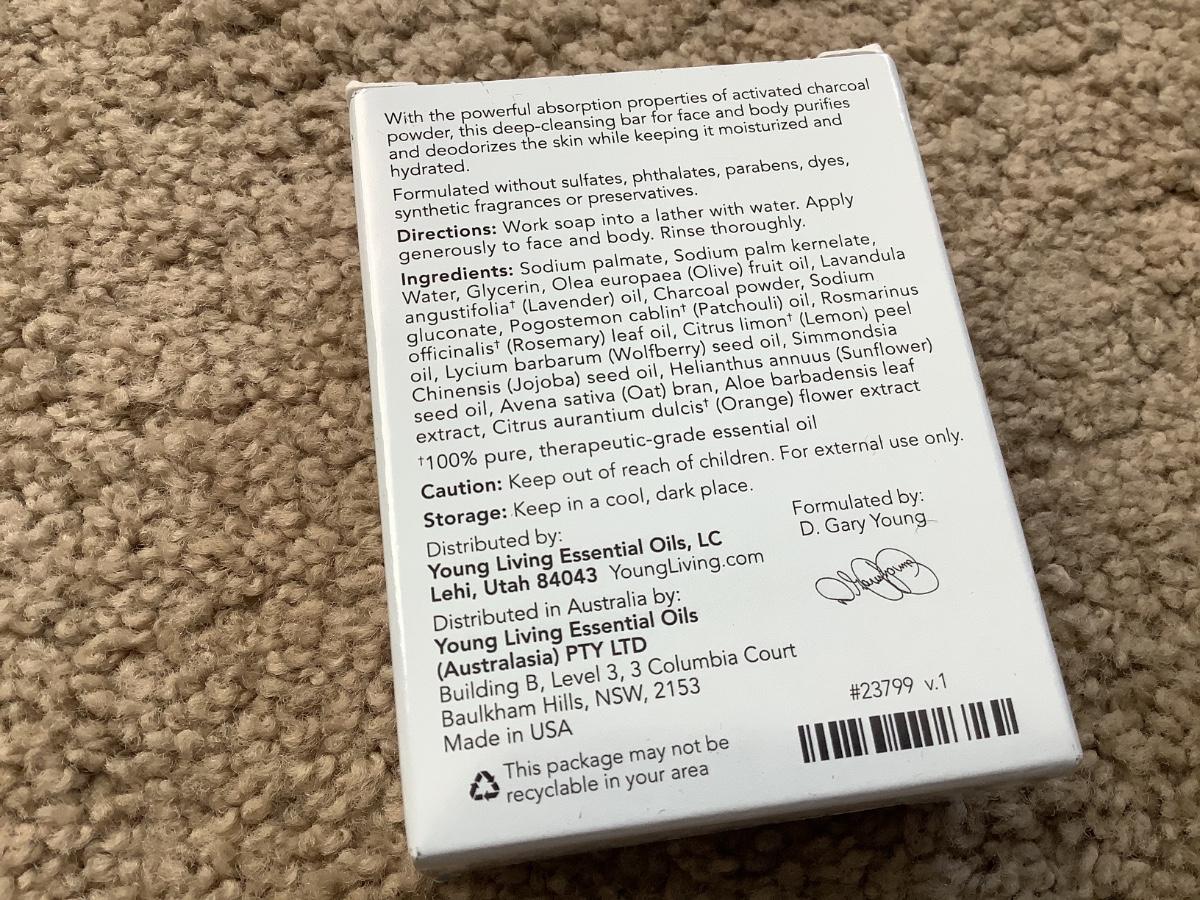 With the powerful absorption properties of activated charcoal
powder, this deep-cleansing bar for face and body purifies
and deodorizes the skin while keeping it moisturized and
hydrated.
Formulated without sulfates, phthalates, parabens, dyes,
synthetic fragrances or preservatives.
Directions: Work soap into a lather with water. Apply
generously to face and body. Rinse thoroughly.
Ingredients: Sodium palmate, Sodium palm kernelate,
Water, Glycerin, Olea europaea (Olive) fruit oil, Lavandula
angustifolia† (Lavender) oil, Charcoal powder, Sodium
gluconate, Pogostemon cablin† (Patchouli) oil, Rosmarinus
officinalis† (Rosemary) leaf oil, Citrus limon† (Lemon) peel
oil, Lycium barbarum (Wolfberry) seed oil, Simmondsia
Chinensis (Jojoba) seed oil, Helianthus annuus (Sunflower)
seed oil, Avena sativa (Oat) bran, Aloe barbadensis leaf
extract, Citrus aurantium dulcis† (Orange) flower extract
†100% pure, therapeutic-grade essential oil
Caution: Keep out of reach of children. For external use only.
Storage: Keep in a cool, dark place.
Distributed by:
Young Living Essential Oils, LC
Lehi, Utah 84043 YoungLiving.com
Distributed in Australia by:
Young Living Essential Oils
(Australasia) PTY LTD
Building B, Level 3, 3 Columbia Court
Baulkham Hills, NSW, 2153
Made in USA
This package may not be
recyclable in your area
Formulated by:
D. Gary Young
D Gary Young
#23799 v.1